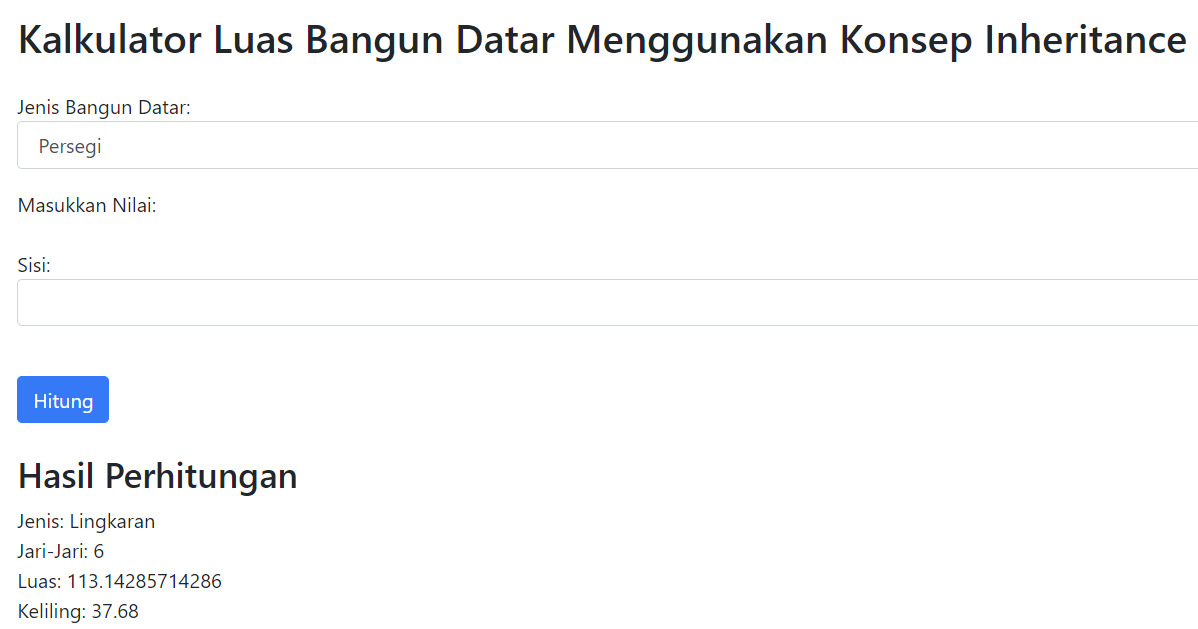 Kalkulator Luas Bangun Datar Menggunakan Konsep Inheritance
Jenis Bangun Datar:
Persegi
Masukkan Nilai:
Sisi:
Hitung
Hasil Perhitungan
Jenis: Lingkaran
Jari-Jari: 6
Luas: 113.14285714286
Keliling: 37.68